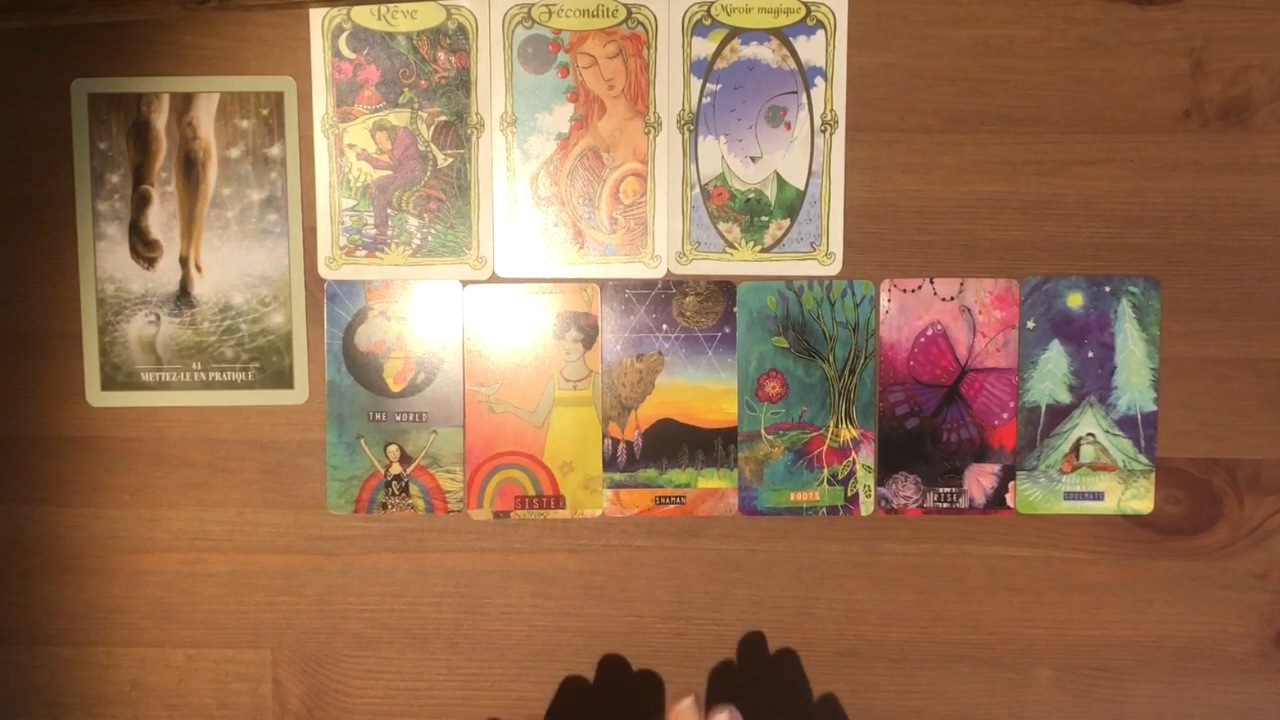 Rêve
Fécondité
Miroir magique
41
METTEZ-LE EN PRATIQUE
THE WORLD
SISTER
SHAMAN
ROOTS
RISE
SOULMATE